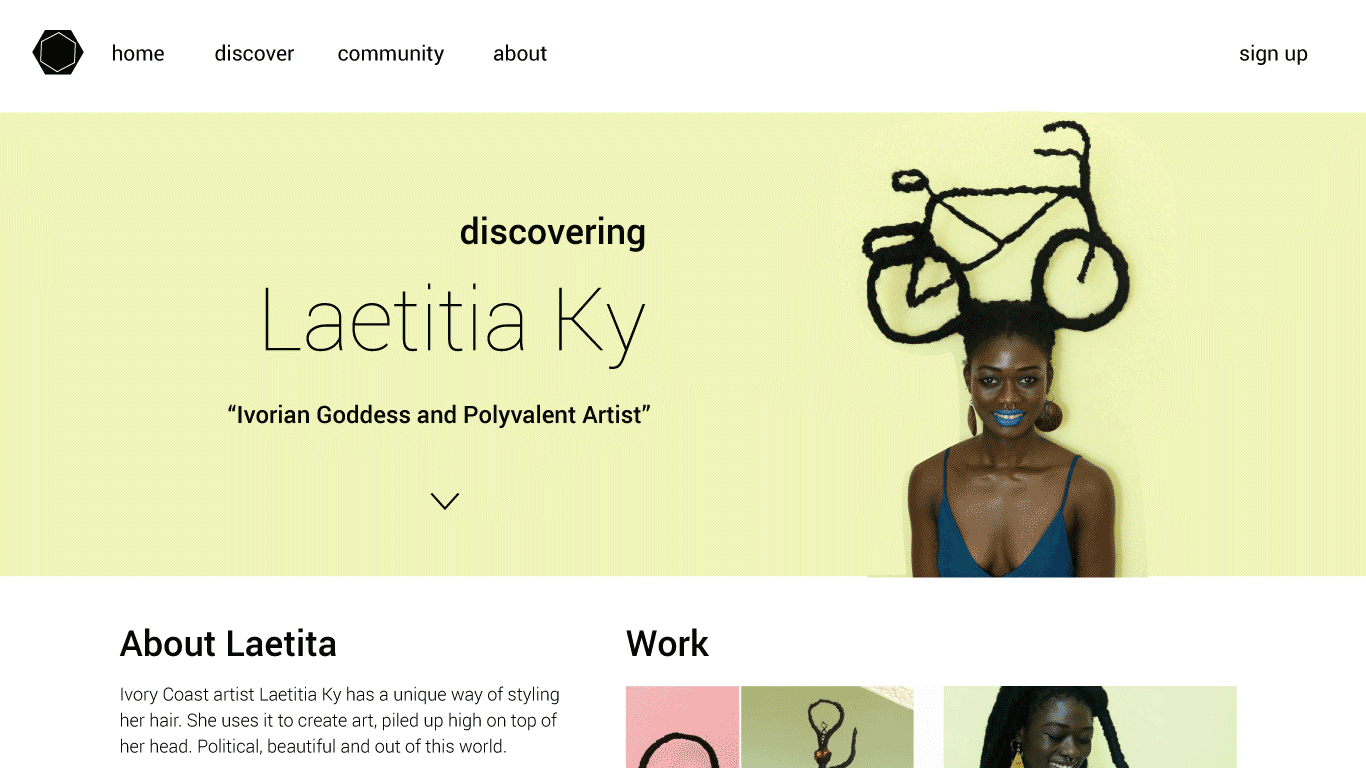 home
discover
community
about
sign up
discovering
Laetitia Ky
“Ivorian Goddess and Polyvalent Artist”
About Laetita
Ivory Coast artist Laetitia Ky has a unique way of styling
her hair. She uses it to create art, piled up high on top of
her head. Political, beautiful and out of this world.
Work